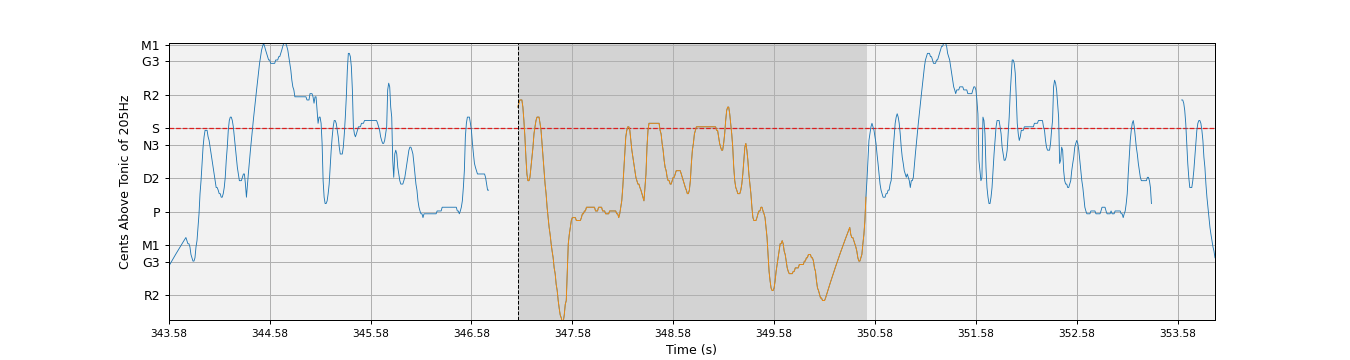 M1
G3
R2
S
N3
D2
P
M1
G3
R2
Cents Above Tonic of 205Hz
343.58 344.58 345.58 346.58 347.58 348.58 349.58 350.58 351.58 352.58 353.58
Time (s)